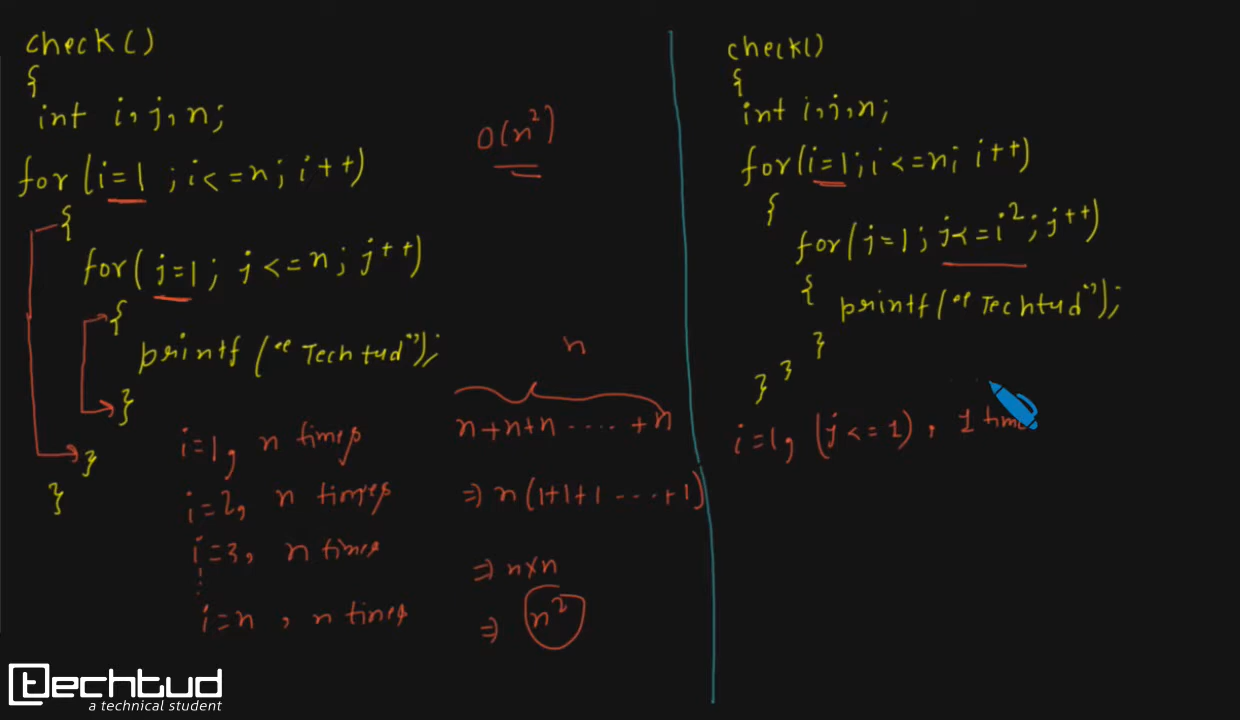 check()
{
int i,j,n;
for (i=1 ; i<=n; i++)
{
for( j=1; j<=n; j++)
{
printf ("Techtud");
}
}
}
O(n²)
i=1, n times
i=2, n times
i=3, n times
⋮
i=n , n times
n
n+n+n .... +n
⇒ n(1+1+1 ----+1)
⇒ n×n
⇒ n²
check()
{
int i,j,n;
for(i=1;i<=n; i++)
{
for(j=1; j<=i²; j++)
{ printf("Techtud");
}
} }
i=1, (j<=1), 1
techtud
a technical student